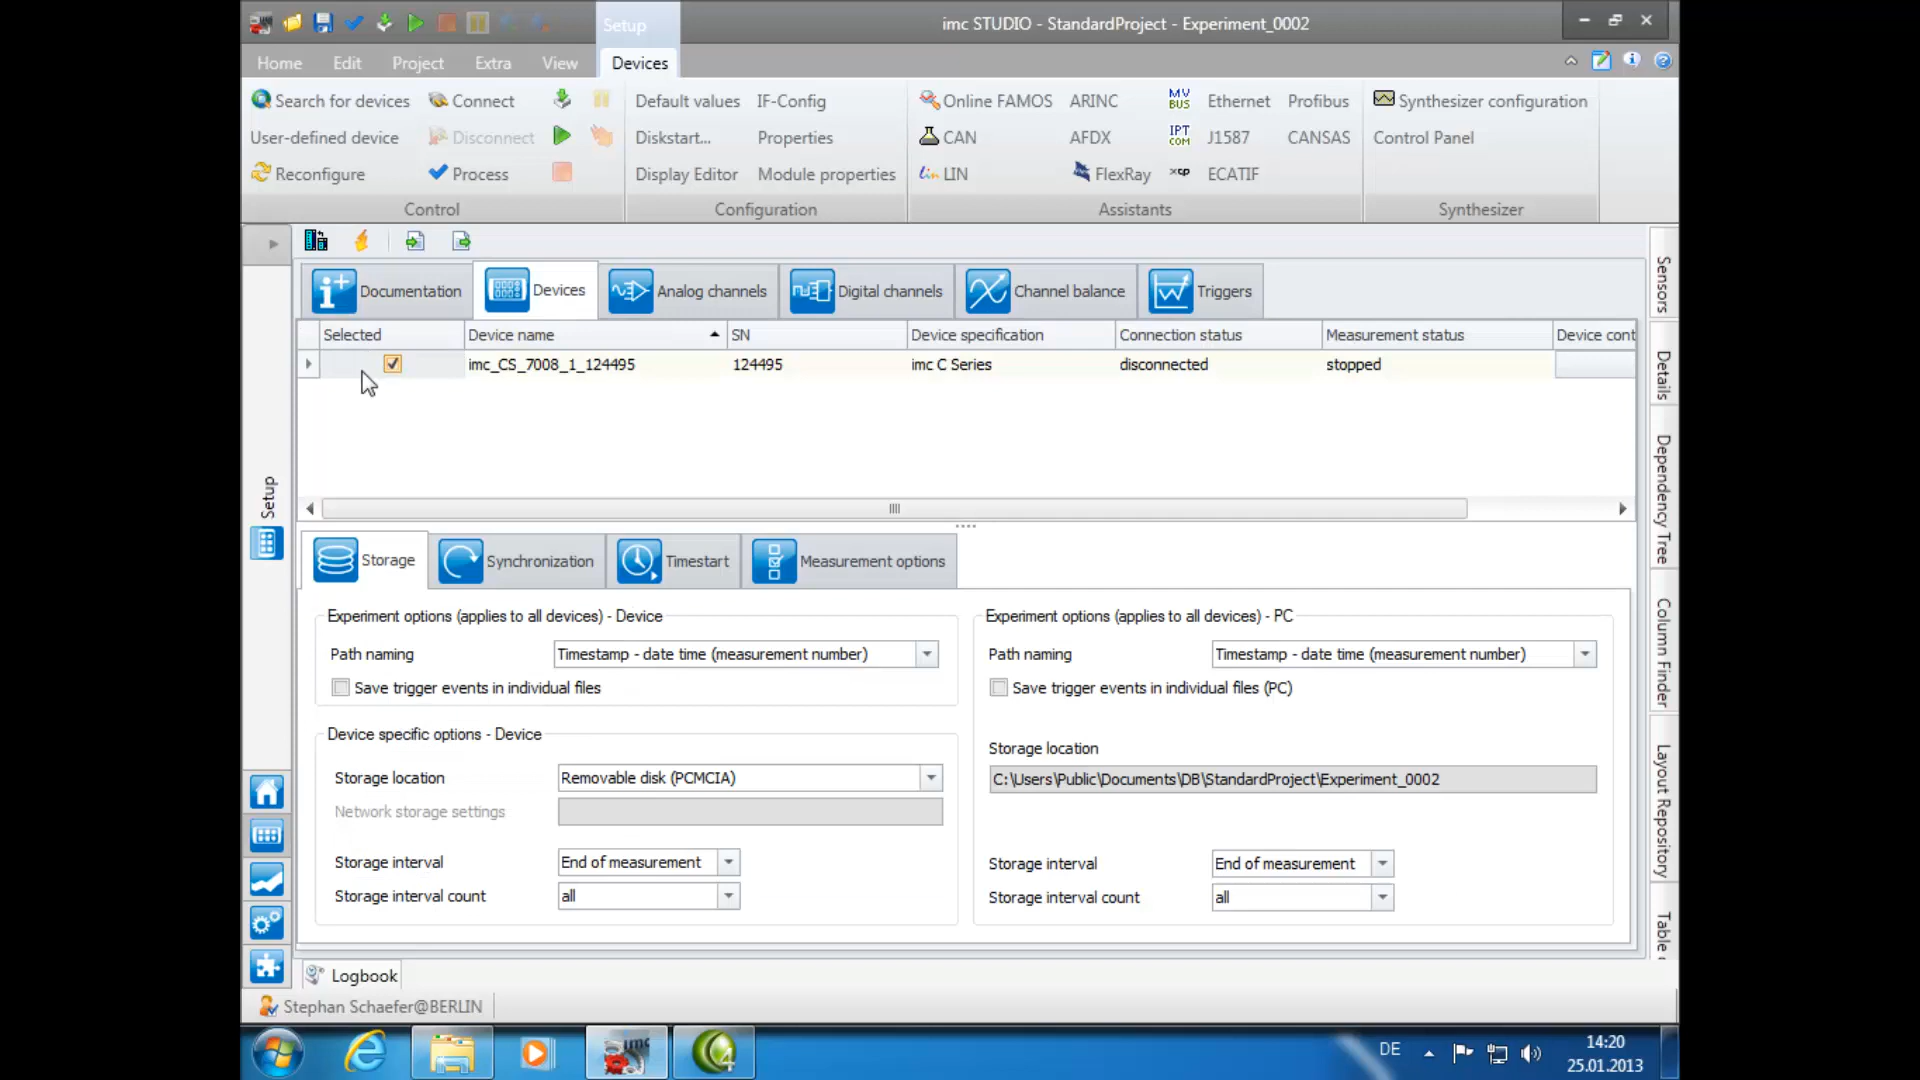 Setup
imc STUDIO - StandardProject - Experiment_0002
Home Edit Project Extra View Devices
Search for devices Connect Default values IF-Config Online FAMOS ARINC MV BUS Ethernet Profibus Synthesizer configuration
User-defined device Disconnect Diskstart... Properties CAN AFDX IPT COM J1587 CANSAS Control Panel
Reconfigure Process Display Editor Module properties Lin LIN FlexRay xcp ECATIF
Control Configuration Assistants Synthesizer
Documentation Devices Analog channels Digital channels Channel balance Triggers
Selected Device name SN Device specification Connection status Measurement status Device cont
imc_CS_7008_1_124495 124495 imc C Series disconnected stopped
Setup
Storage Synchronization Timestart Measurement options
Experiment options (applies to all devices) - Device
Path naming Timestamp - date time (measurement number)
Save trigger events in individual files
Device specific options - Device
Storage location Removable disk (PCMCIA)
Network storage settings
Storage interval End of measurement
Storage interval count all
Experiment options (applies to all devices) - PC
Path naming Timestamp - date time (measurement number)
Save trigger events in individual files (PC)
Storage location
C:\Users\Public\Documents\DB\StandardProject\Experiment_0002
Storage interval End of measurement
Storage interval count all
Sensors
Details
Dependency Tree
Column Finder
Layout Repository
Table
Logbook
Stephan Schaefer@BERLIN
imc
4
DE
14:20
25.01.2013